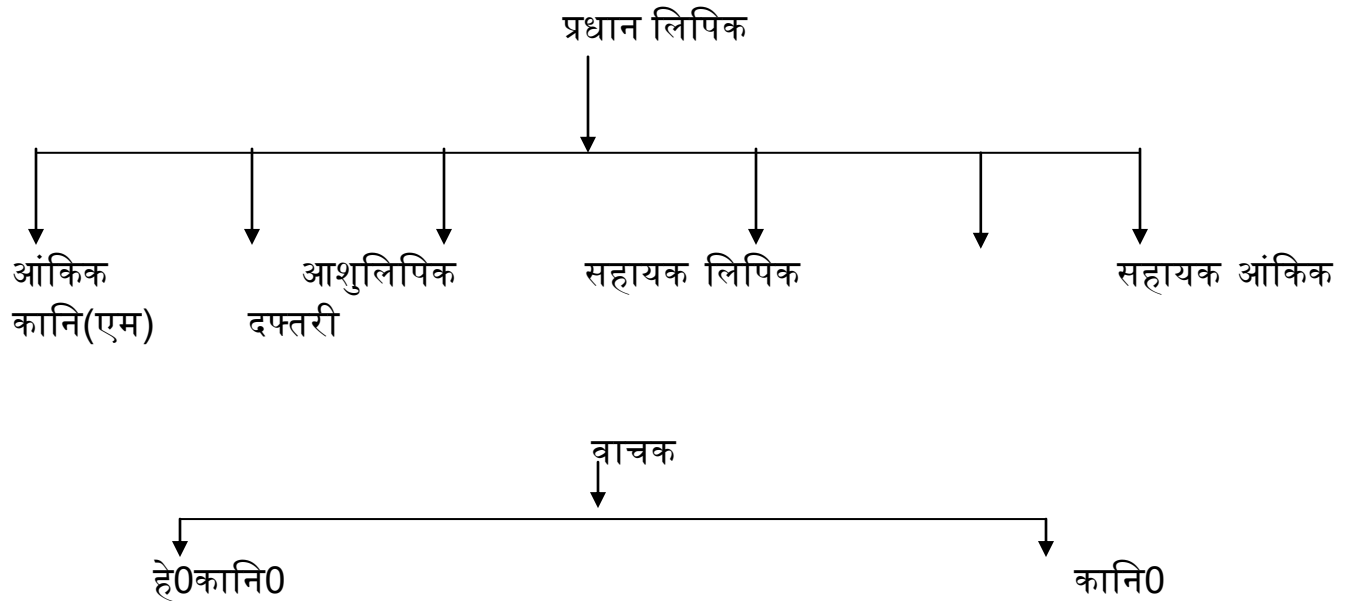 प्रधान लिपिक
आंकिक आशुलिपिक सहायक लिपिक सहायक आंकिक
कानि(एम) दफ्तरी
वाचक
हे0कानि0 कानि0